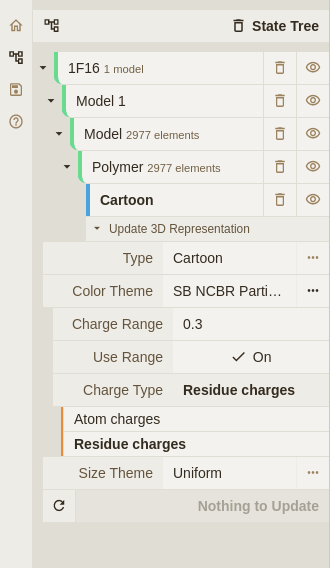 State Tree
1F16 1 model
Model 1
Model 2977 elements
Polymer 2977 elements
Cartoon
Update 3D Representation
Type Cartoon
Color Theme SB NCBR Parti…
Charge Range 0.3
Use Range On
Charge Type Residue charges
Atom charges
Residue charges
Size Theme Uniform
Nothing to Update